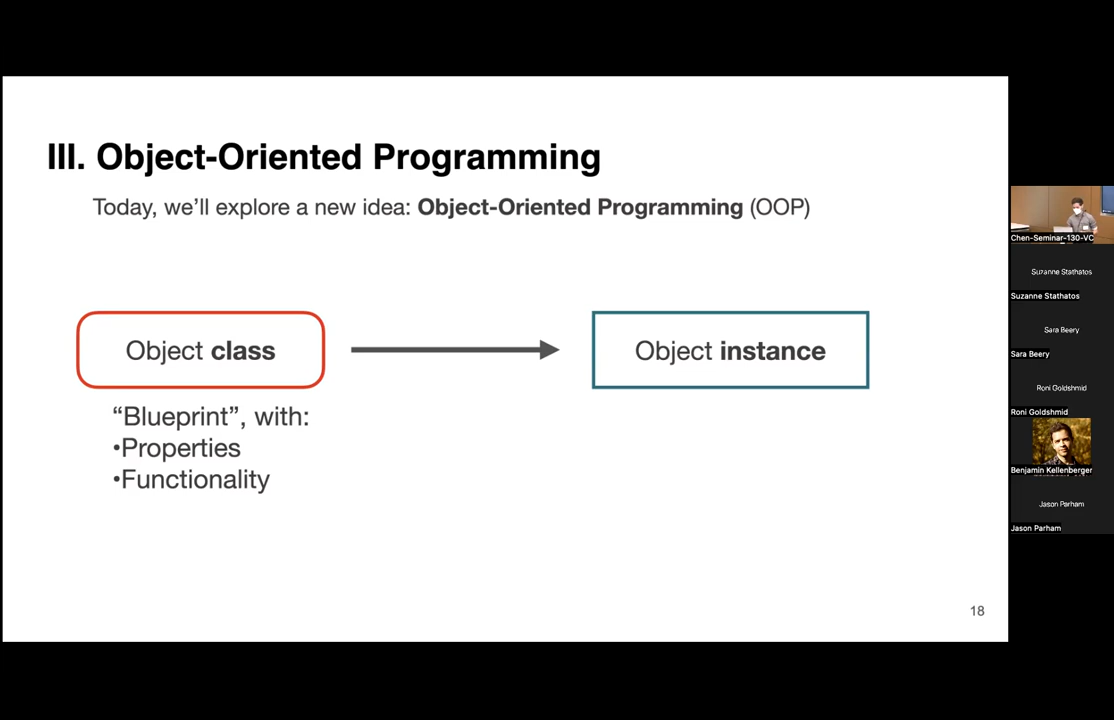 III. Object-Oriented Programming
Today, we'll explore a new idea: Object-Oriented Programming (OOP)
Object class
Object instance
“Blueprint”, with:
•Properties
•Functionality
18
Chen-Seminar-130-VC
Suzanne Stathatos
Suzanne Stathatos
Sara Beery
Sara Beery
Roni Goldshmid
Roni Goldshmid
Benjamin Kellenberger
Jason Parham
Jason Parham